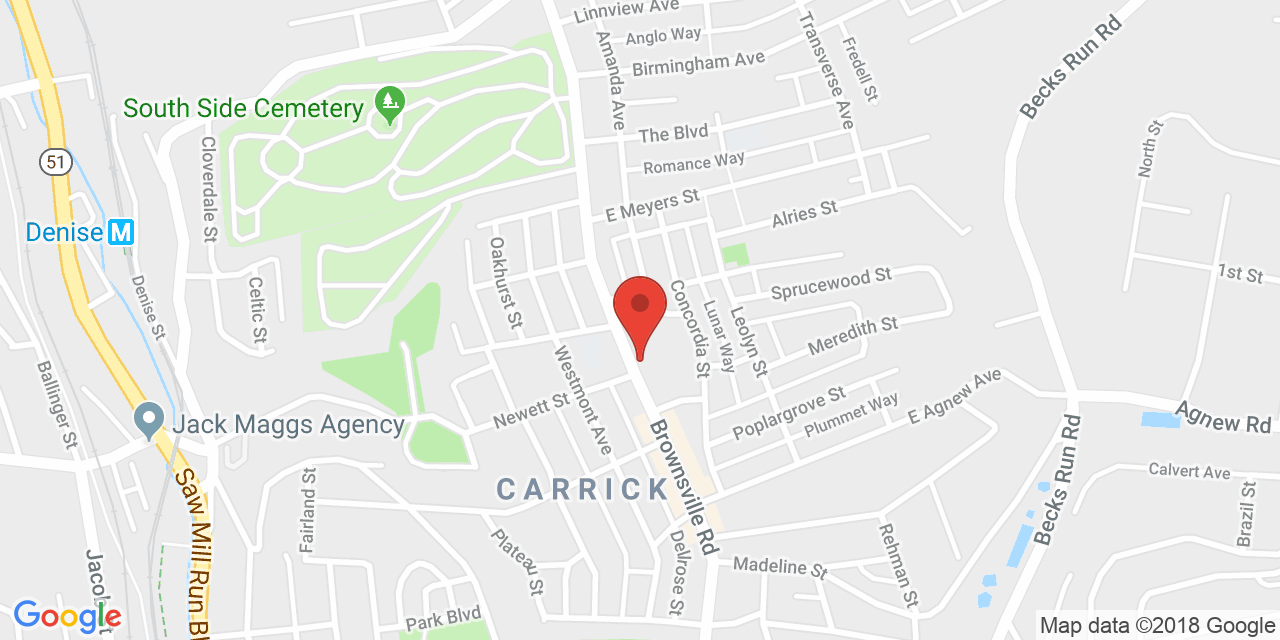 Linnview Ave
Anglo Way
Birmingham Ave
Amanda Ave
Transverse Ave
Fredell St
Becks Run Rd
South Side Cemetery
The Blvd
Romance Way
North St
51
Cloverdale St
E Meyers St
Alries St
Denise M
Oakhurst St
Denise St
Celtic St
Concordia St
Lunar Way
Leolyn St
Sprucewood St
1st St
Meredith St
Ballinger St
Westmont Ave
Newett St
Poplargrove St
Plummet Way
E Agnew Ave
Agnew Rd
Jack Maggs Agency
Brownsville Rd
CARRICK
Becks Run Rd
Calvert Ave
Brazil St
Saw Mill Run Bl
Fairland St
Plateau St
Delrose St
Madeline St
Rehman St
Park Blvd
Google
Map data ©2018 Google